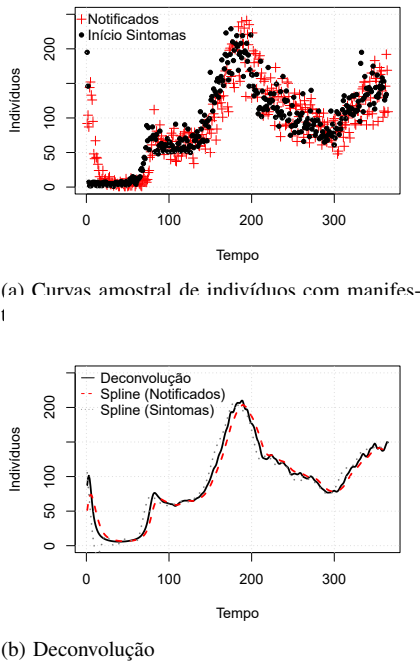 Notificados
Início Sintomas
Indivíduos
0 50 100 200
0 100 200 300
Tempo
(a) Curvas amostral de indivíduos com manifes-
Deconvolução
Spline (Notificados)
Spline (Sintomas)
Indivíduos
0 50 100 200
0 100 200 300
Tempo
(b) Deconvolução